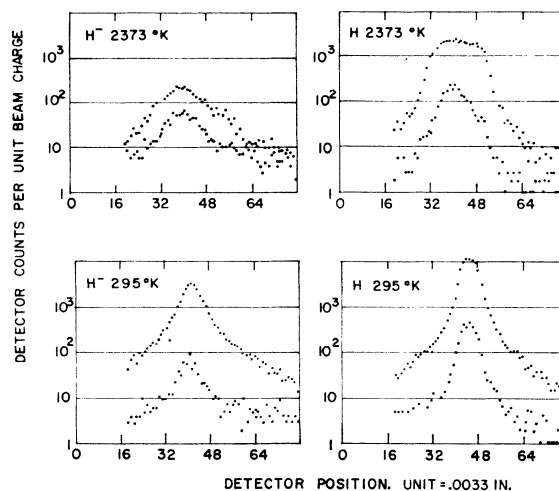 DETECTOR COUNTS PER UNIT BEAM CHARGE
H⁻ 2373 °K
10³
10²
10
1
0 16 32 48 64
H 2373 °K
10³
10²
10
1
0 16 32 48 64
H⁻ 295 °K
10³
10²
10
1
0 16 32 48 64
H 295 °K
10³
10²
10
1
0 16 32 48 64
DETECTOR POSITION. UNIT = .0033 IN.